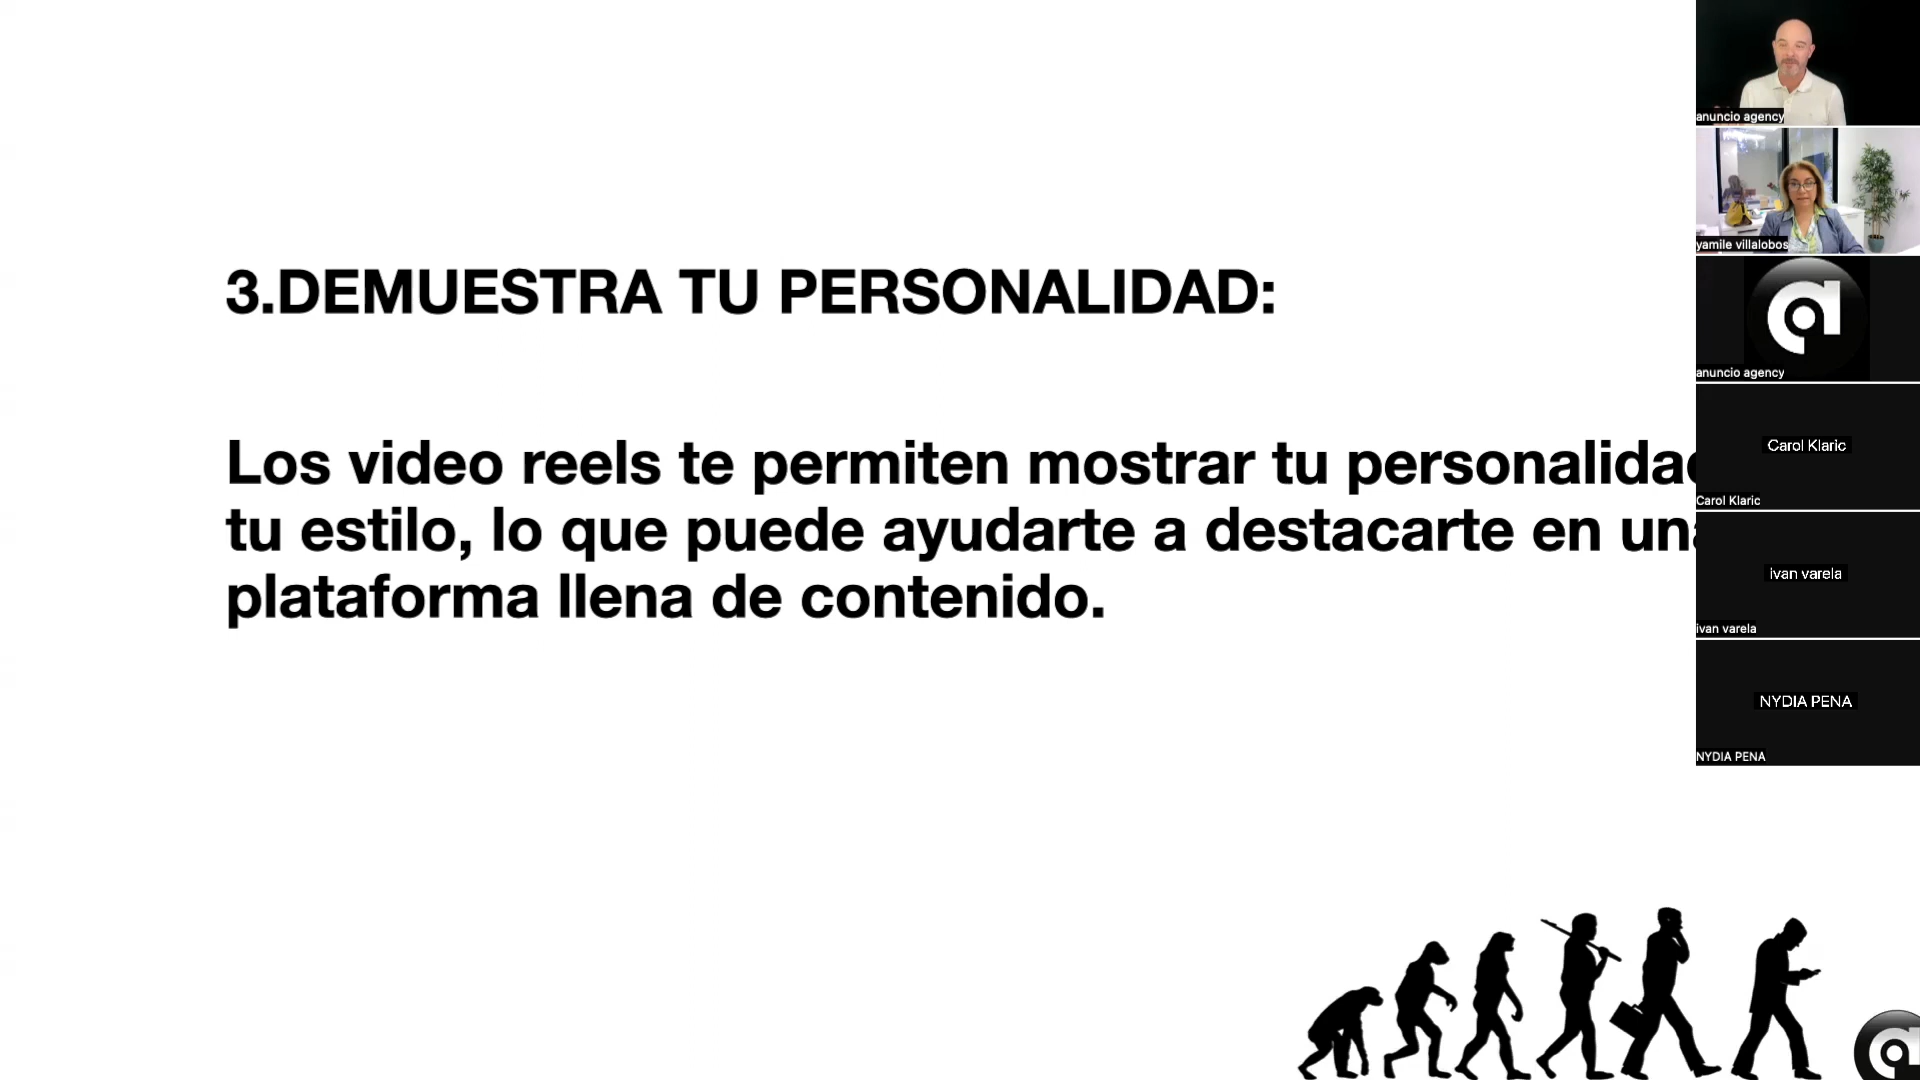 3.DEMUESTRA TU PERSONALIDAD:
Los video reels te permiten mostrar tu
tu estilo, lo que puede ayudarte a destacarte en
plataforma llena de contenido.
anuncio agency
yamile villalobos
anuncio agency
Carol Klaric
Carol Klaric
ivan varela
ivan varela
NYDIA PENA
NYDIA PENA